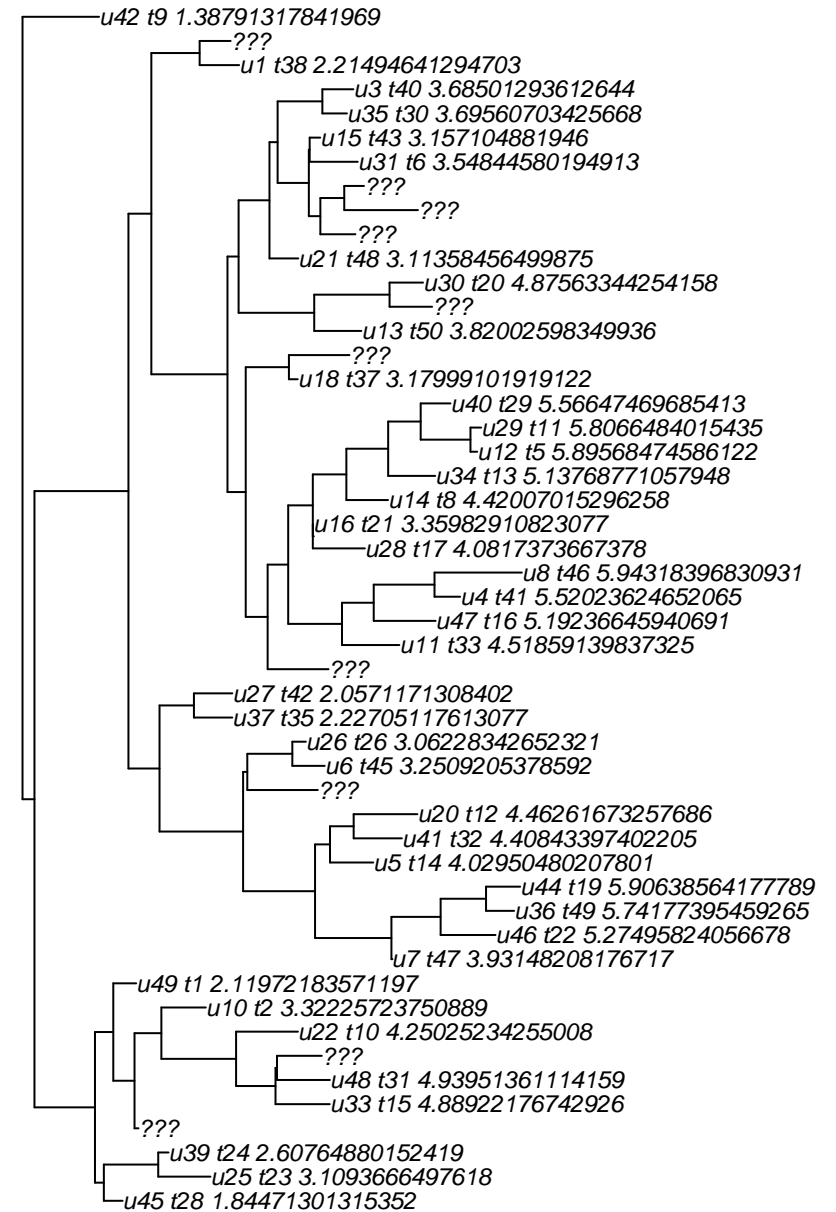 u42 t9 1.38791317841969
???
u1 t38 2.21494641294703
u3 t40 3.68501293612644
u35 t30 3.69560703425668
u15 t43 3.157104881946
u31 t6 3.54844580194913
???
???
???
u21 t48 3.11358456499875
u30 t20 4.87563344254158
???
u13 t50 3.82002598349936
???
u18 t37 3.17999101919122
u40 t29 5.56647469685413
u29 t11 5.8066484015435
u12 t5 5.89568474586122
u34 t13 5.13768771057948
u14 t8 4.42007015296258
u16 t21 3.35982910823077
u28 t17 4.0817373667378
u8 t46 5.94318396830931
u4 t41 5.52023624652065
u47 t16 5.19236645940691
u11 t33 4.51859139837325
???
u27 t42 2.0571171308402
u37 t35 2.22705117613077
u26 t26 3.06228342652321
u6 t45 3.2509205378592
???
u20 t12 4.46261673257686
u41 t32 4.40843397402205
u5 t14 4.02950480207801
u44 t19 5.90638564177789
u36 t49 5.74177395459265
u46 t22 5.27495824056678
u7 t47 3.93148208176717
u49 t1 2.11972183571197
u10 t2 3.32225723750889
u22 t10 4.25025234255008
???
u48 t31 4.93951361114159
u33 t15 4.88922176742926
???
u39 t24 2.60764880152419
u25 t23 3.1093666497618
u45 t28 1.84471301315352